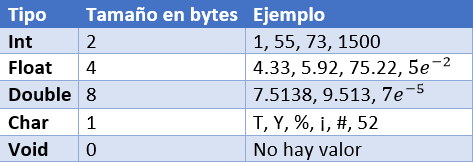 Tipo Tamaño en bytes Ejemplo
Int 2 1, 55, 73, 1500
Float 4 4.33, 5.92, 75.22, 5e⁻²
Double 8 7.5138, 9.513, 7e⁻⁵
Char 1 T, Y, %, ¡, #, 52
Void 0 No hay valor